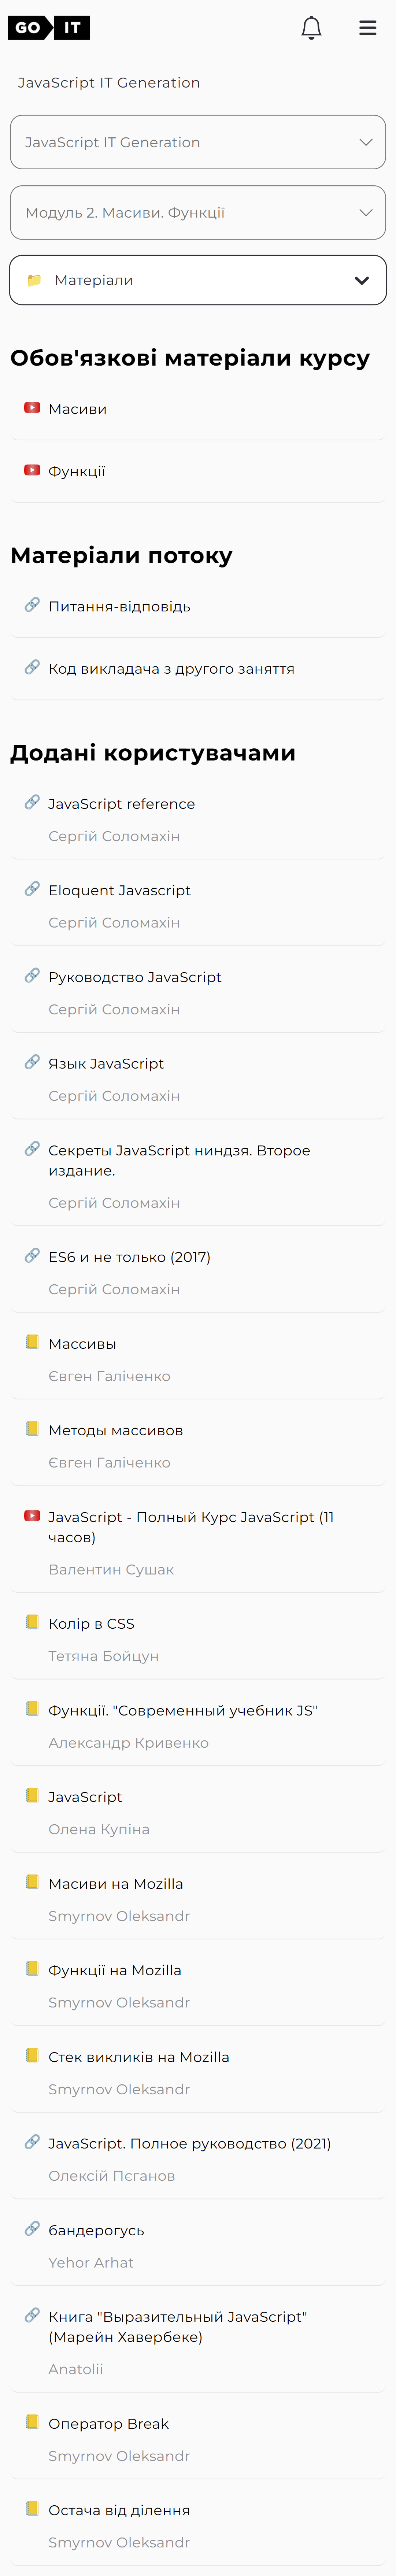 GO IT
JavaScript IT Generation
JavaScript IT Generation
Модуль 2. Масиви. Функції
Матеріали
Обов'язкові матеріали курсу
Масиви
Функції
Матеріали потоку
Питання-відповідь
Код викладача з другого заняття
Додані користувачами
JavaScript reference
Сергій Соломахін
Eloquent Javascript
Сергій Соломахін
Руководство JavaScript
Сергій Соломахін
Язык JavaScript
Сергій Соломахін
Секреты JavaScript ниндзя. Второе
издание.
Сергій Соломахін
ES6 и не только (2017)
Сергій Соломахін
Массивы
Євген Галіченко
Методы массивов
Євген Галіченко
JavaScript - Полный Курс JavaScript (11
часов)
Валентин Сушак
Колір в CSS
Тетяна Бойцун
Функції. "Современный учебник JS"
Александр Кривенко
JavaScript
Олена Купіна
Масиви на Mozilla
Smyrnov Oleksandr
Функції на Mozilla
Smyrnov Oleksandr
Стек викликів на Mozilla
Smyrnov Oleksandr
JavaScript. Полное руководство (2021)
Олексій Пєганов
бандерогусь
Yehor Arhat
Книга "Выразительный JavaScript"
(Марейн Хавербеке)
Anatolii
Оператор Break
Smyrnov Oleksandr
Остача від ділення
Smyrnov Oleksandr